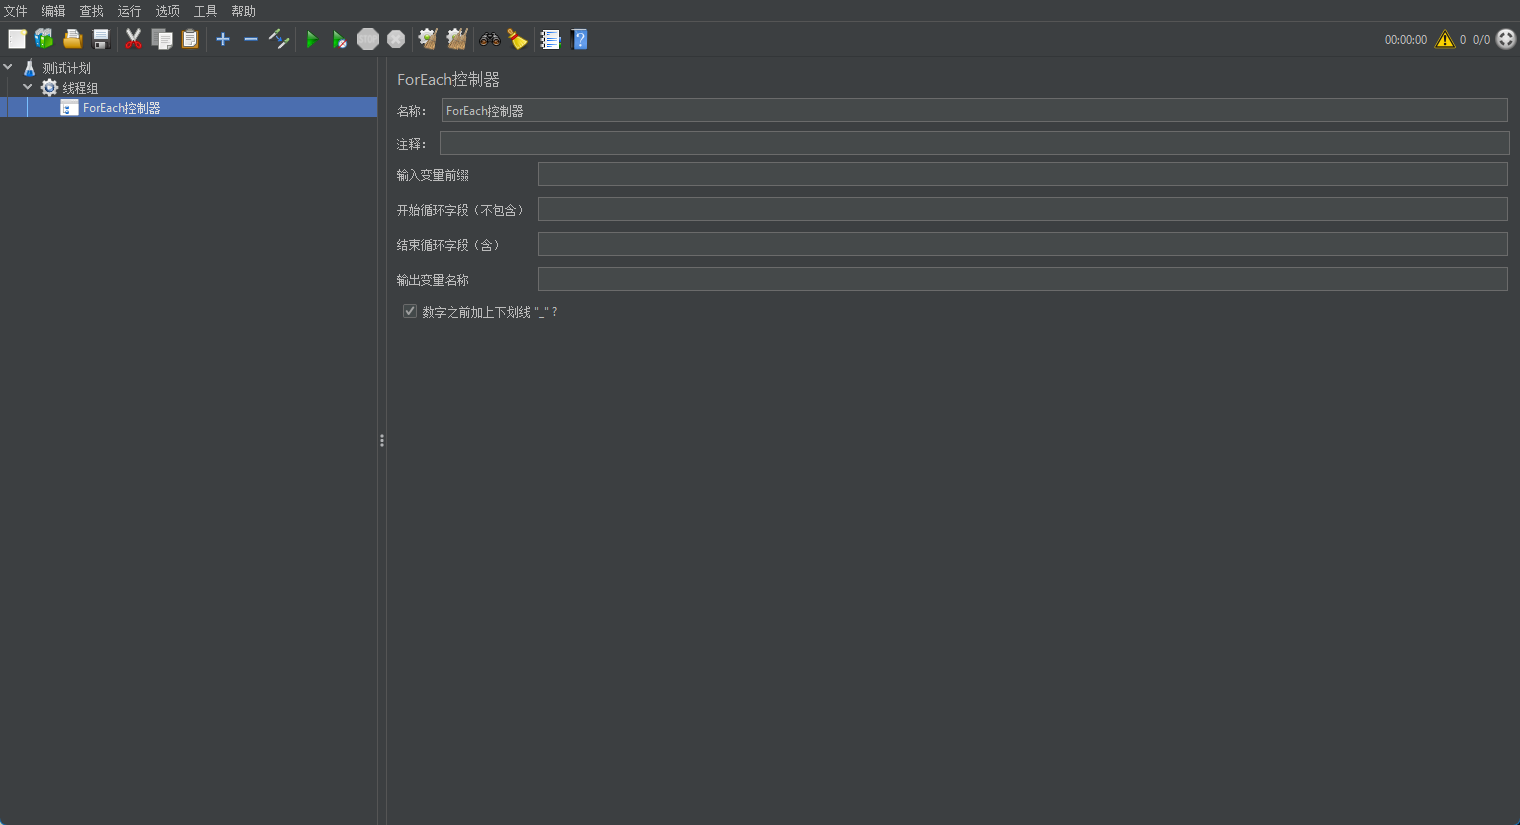 文件 编辑 查找 运行 选项 工具 帮助
00:00:00 0 0/0
测试计划
线程组
ForEach控制器
ForEach控制器
名称： ForEach控制器
注释：
输入变量前缀
开始循环字段（不包含）
结束循环字段（含）
输出变量名称
数字之前加上下划线 "_" ?